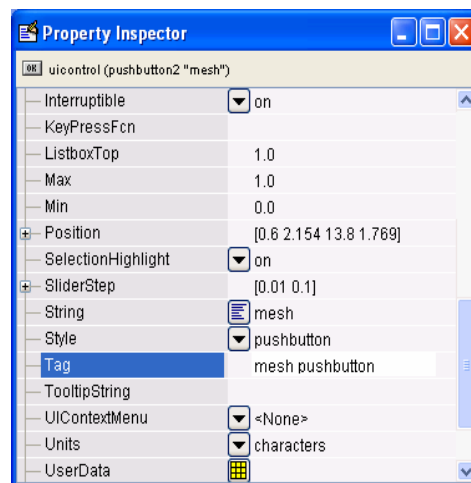 Property Inspector
OK uicontrol (pushbutton2 "mesh")
Interruptible on
KeyPressFcn
ListboxTop 1.0
Max 1.0
Min 0.0
Position [0.6 2.154 13.8 1.769]
SelectionHighlight on
SliderStep [0.01 0.1]
String mesh
Style pushbutton
Tag mesh pushbutton
TooltipString
UIContextMenu <None>
Units characters
UserData